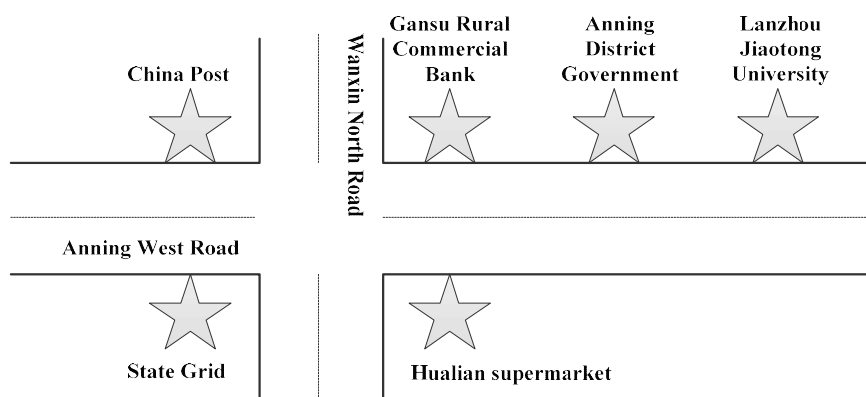 Gansu Rural
Commercial
Bank
Anning
District
Government
Lanzhou
Jiaotong
University
China Post
Wanxin North Road
Anning West Road
State Grid
Hualian supermarket